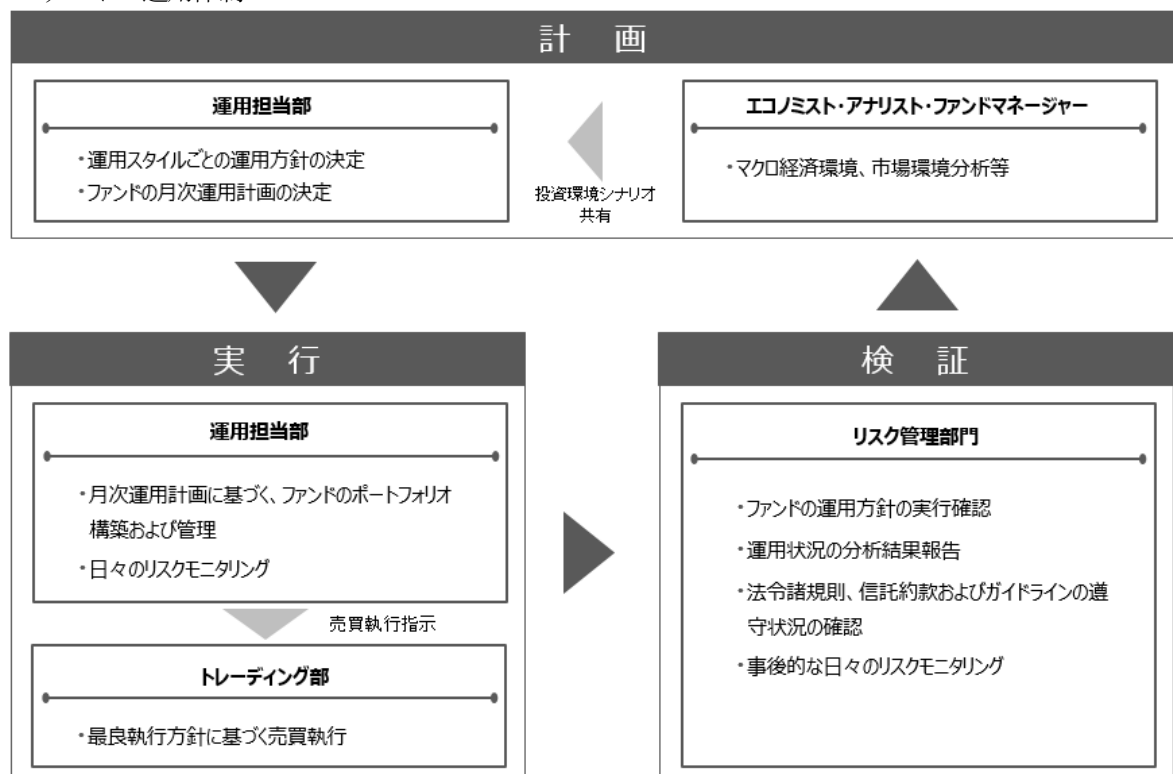 計 画
運用担当部
・運用スタイルごとの運用方針の決定
・ファンドの月次運用計画の決定
投資環境シナリオ
共有
エコノミスト・アナリスト・ファンドマネージャー
・マクロ経済環境、市場環境分析等
実 行
運用担当部
・月次運用計画に基づく、ファンドのポートフォリオ
構築および管理
・日々のリスクモニタリング
売買執行指示
トレーディング部
・最良執行方針に基づく売買執行
検 証
リスク管理部門
・ファンドの運用方針の実行確認
・運用状況の分析結果報告
・法令諸規則、信託約款およびガイドラインの遵
守状況の確認
・事後的な日々のリスクモニタリング